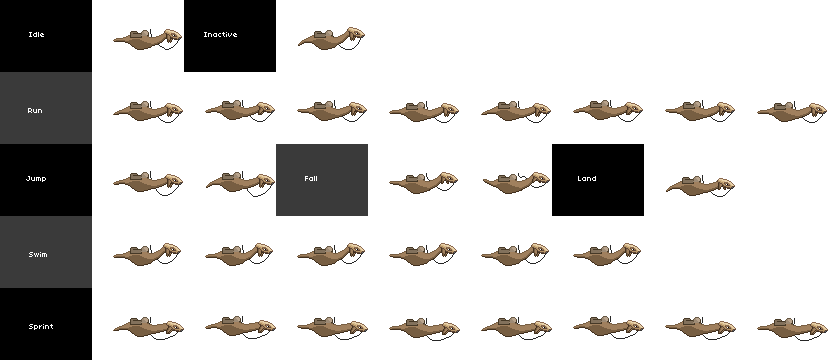 Idle
Inactive
Run
Jump
Fall
Land
Swim
Sprint